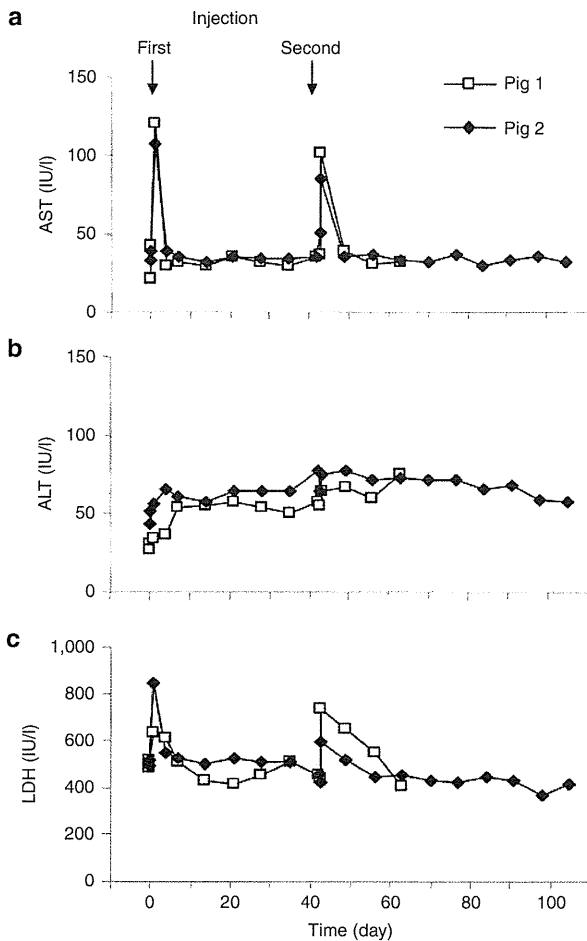 a
Injection
First
Second
150
100
50
0
AST (IU/l)
Pig 1
Pig 2
b
150
100
50
0
ALT (IU/l)
c
1,000
800
600
400
200
0
LDH (IU/l)
0 20 40 60 80 100
Time (day)